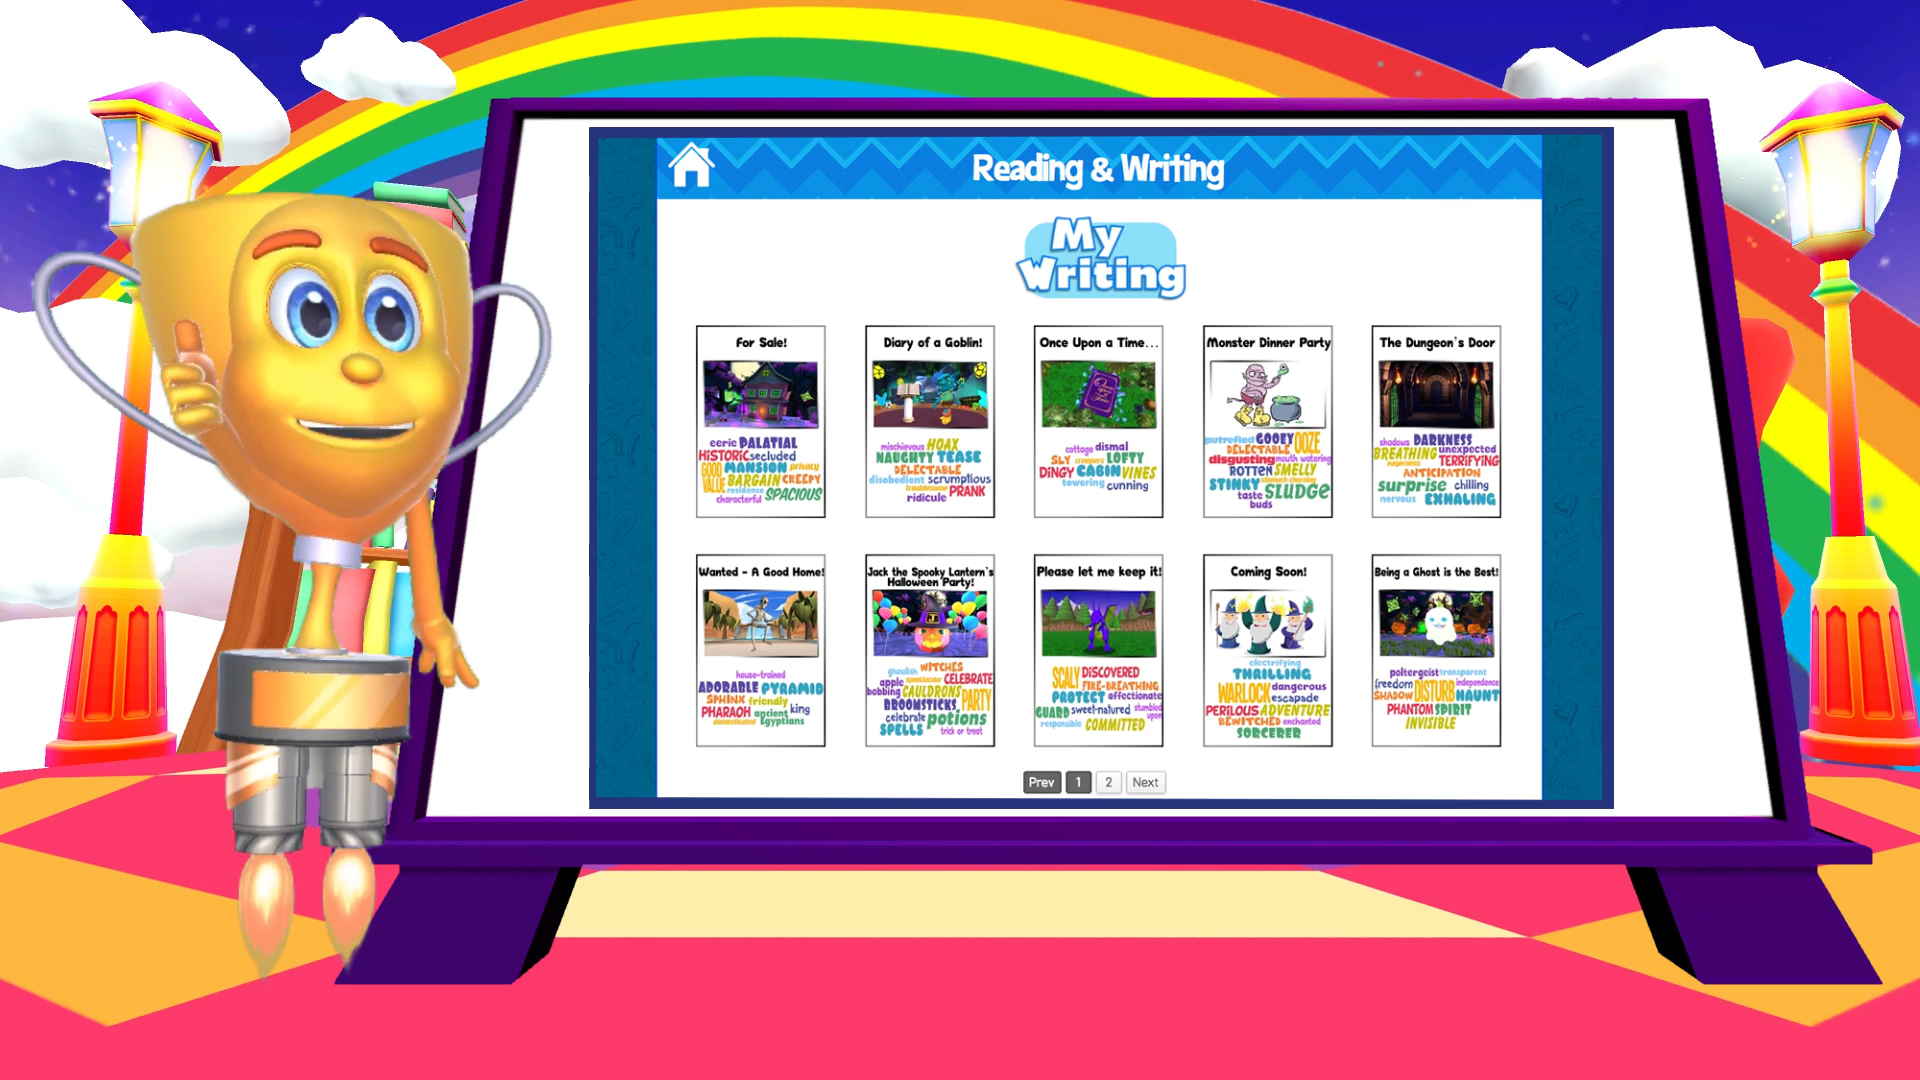 Reading & Writing
My
Writing
For Sale!
eerie PALATIAL
HISTORIC secluded
GOOD VALUE MANSION privacy
BARGAIN CREEPY
residence SPACIOUS
characterful
Diary of a Goblin!
mischievous HOAX
NAUGHTY TEASE
DELECTABLE
disobedient scrumptious
troublesome PRANK
ridicule
Once Upon a Time...
cottage dismal
SLY creepers LOFTY
DINGY CABIN VINES
towering cunning
Monster Dinner Party
putrefied GOOEY OOZE
DELECTABLE
disgusting mouth watering
ROTTEN SMELLY
STINKY stomach churning
taste buds SLUDGE
The Dungeon's Door
shadows DARKNESS
BREATHING unexpected
TERRIFYING
ANTICIPATION
surprise chilling
nervous EXHALING
Wanted - A Good Home!
house-trained
ADORABLE PYRAMID
SPHINX friendly
PHARAOH ancient king
Egyptians
Jack the Spooky Lantern's
Halloween Party!
ghoulish WITCHES
apple bobbing spooktacular CELEBRATE
CAULDRONS PARTY
BROOMSTICKS
celebrate potions
SPELLS trick or treat
Please let me keep it!
SCALY DISCOVERED
FIRE-BREATHING
PROTECT affectionate
GUARD sweet-natured stumbled upon
responsible COMMITTED
Coming Soon!
electrifying
THRILLING
WARLOCK dangerous
escapade
PERILOUS ADVENTURE
BEWITCHED enchanted
SORCERER
Being a Ghost is the Best!
poltergeist transparent
freedom DISTURB independence
SHADOW HAUNT
PHANTOM SPIRIT
INVISIBLE
Prev 1 2 Next